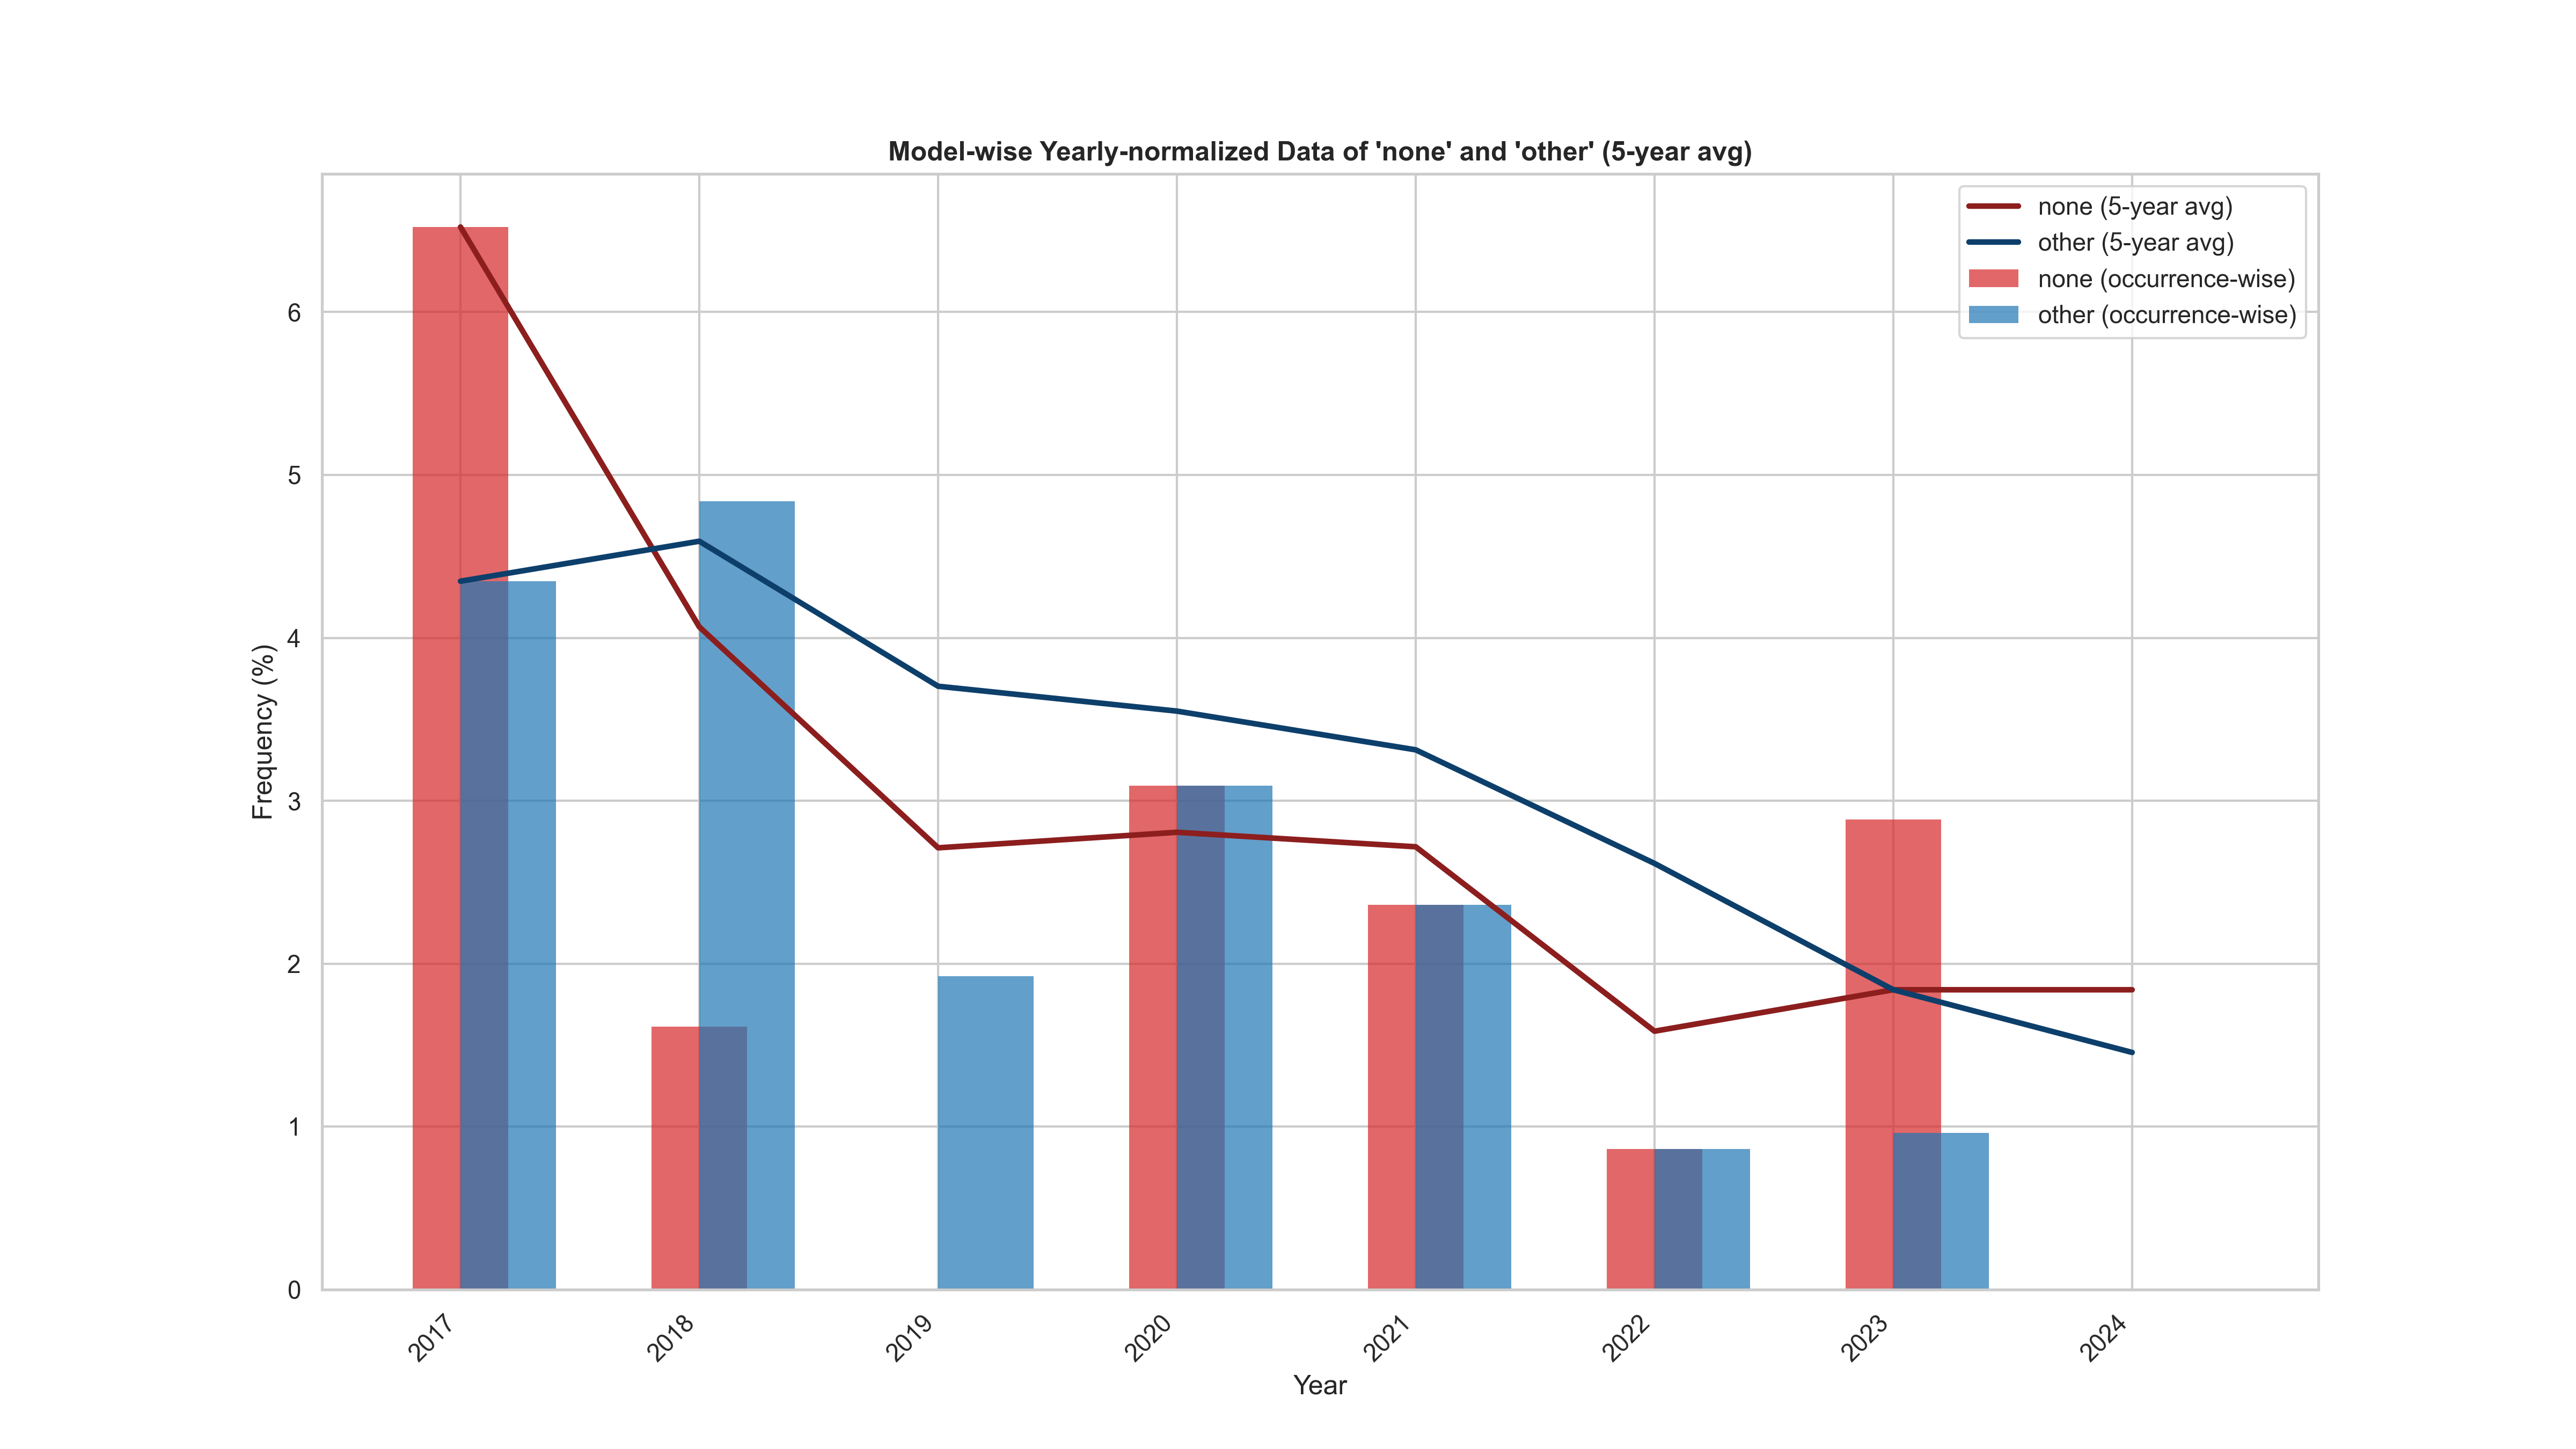 Model-wise Yearly-normalized Data of 'none' and 'other' (5-year avg)
none (5-year avg)
other (5-year avg)
none (occurrence-wise)
other (occurrence-wise)
Frequency (%)
6
5
4
3
2
1
0
2017
2018
2019
2020
2021
2022
2023
2024
Year